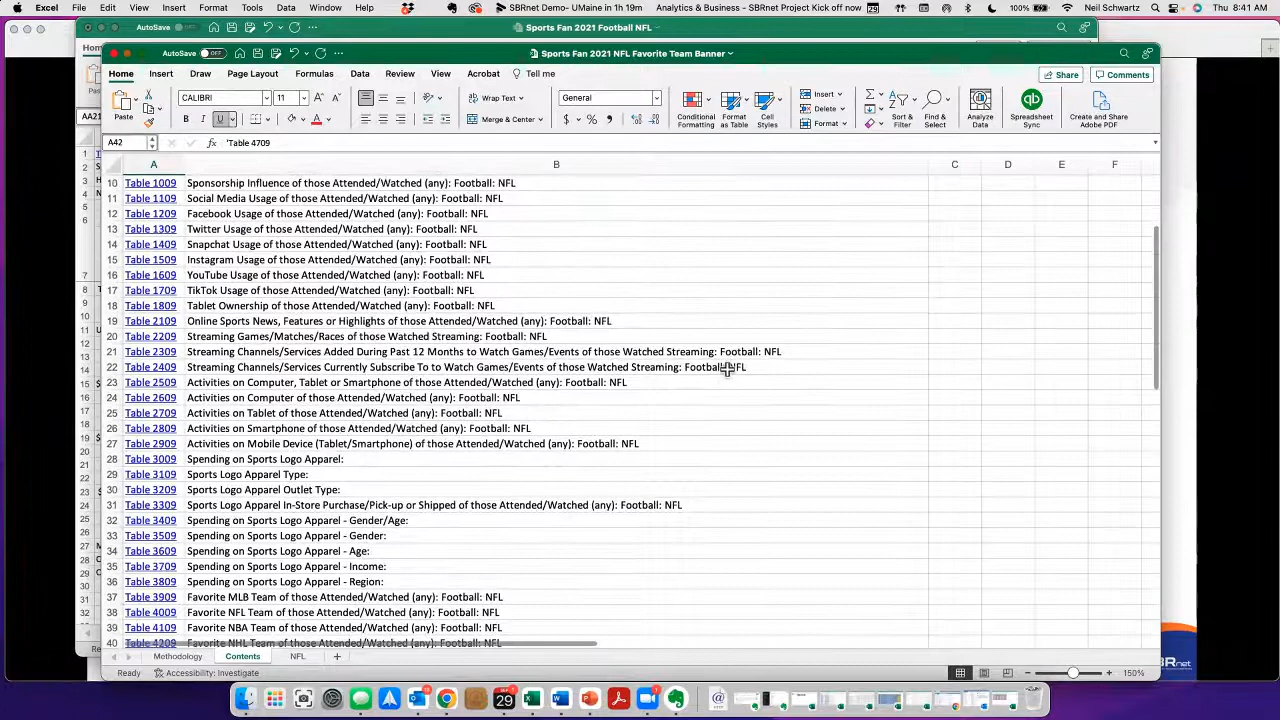 Excel File Edit View Insert Format Tools Data Window Help SBRnet Demo- UMaine in 1h 19m Analytics & Business – SBRnet Project Kick off now 29 100% Neil Schwartz Thu 8:41 AM
AutoSave Sports Fan 2021 Football NFL
AutoSave OFF Sports Fan 2021 NFL Favorite Team Banner
Home Insert Draw Page Layout Formulas Data Review View Acrobat Tell me Share Comments
Paste CALIBRI 11 Wrap Text General Insert
B I U Merge & Center $ % Delete
Format
Conditional Formatting Format as Table Cell Styles Sort & Filter Find & Select Analyze Data Spreadsheet Sync Create and Share Adobe PDF
A42 fx 'Table 4709
A B C D E F
10 Table 1009 Sponsorship Influence of those Attended/Watched (any): Football: NFL
11 Table 1109 Social Media Usage of those Attended/Watched (any): Football: NFL
12 Table 1209 Facebook Usage of those Attended/Watched (any): Football: NFL
13 Table 1309 Twitter Usage of those Attended/Watched (any): Football: NFL
14 Table 1409 Snapchat Usage of those Attended/Watched (any): Football: NFL
15 Table 1509 Instagram Usage of those Attended/Watched (any): Football: NFL
16 Table 1609 YouTube Usage of those Attended/Watched (any): Football: NFL
17 Table 1709 TikTok Usage of those Attended/Watched (any): Football: NFL
18 Table 1809 Tablet Ownership of those Attended/Watched (any): Football: NFL
19 Table 2109 Online Sports News, Features or Highlights of those Attended/Watched (any): Football: NFL
20 Table 2209 Streaming Games/Matches/Races of those Watched Streaming: Football: NFL
21 Table 2309 Streaming Channels/Services Added During Past 12 Months to Watch Games/Events of those Watched Streaming: Football: NFL
22 Table 2409 Streaming Channels/Services Currently Subscribe To to Watch Games/Events of those Watched Streaming: Football: NFL
23 Table 2509 Activities on Computer, Tablet or Smartphone of those Attended/Watched (any): Football: NFL
24 Table 2609 Activities on Computer of those Attended/Watched (any): Football: NFL
25 Table 2709 Activities on Tablet of those Attended/Watched (any): Football: NFL
26 Table 2809 Activities on Smartphone of those Attended/Watched (any): Football: NFL
27 Table 2909 Activities on Mobile Device (Tablet/Smartphone) of those Attended/Watched (any): Football: NFL
28 Table 3009 Spending on Sports Logo Apparel:
29 Table 3109 Sports Logo Apparel Type:
30 Table 3209 Sports Logo Apparel Outlet Type:
31 Table 3309 Sports Logo Apparel In-Store Purchase/Pick-up or Shipped of those Attended/Watched (any): Football: NFL
32 Table 3409 Spending on Sports Logo Apparel - Gender/Age:
33 Table 3509 Spending on Sports Logo Apparel - Gender:
34 Table 3609 Spending on Sports Logo Apparel - Age:
35 Table 3709 Spending on Sports Logo Apparel - Income:
36 Table 3809 Spending on Sports Logo Apparel - Region:
37 Table 3909 Favorite MLB Team of those Attended/Watched (any): Football: NFL
38 Table 4009 Favorite NFL Team of those Attended/Watched (any): Football: NFL
39 Table 4109 Favorite NBA Team of those Attended/Watched (any): Football: NFL
40 Table 4209 Favorite NHL Team of those Attended/Watched (any): Football: NFL
Methodology Contents NFL
Ready Accessibility: Investigate 150%